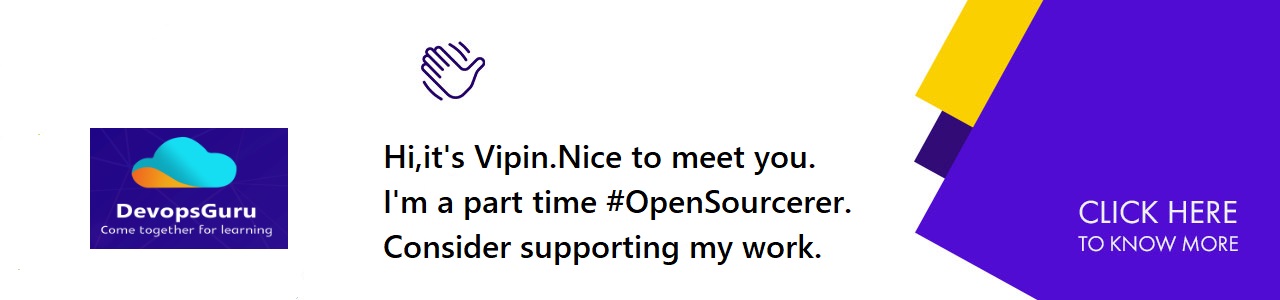 DevopsGuru
Come together for learning
Hi,it's Vipin.Nice to meet you.
I'm a part time #OpenSourcerer.
Consider supporting my work.
CLICK HERE
TO KNOW MORE